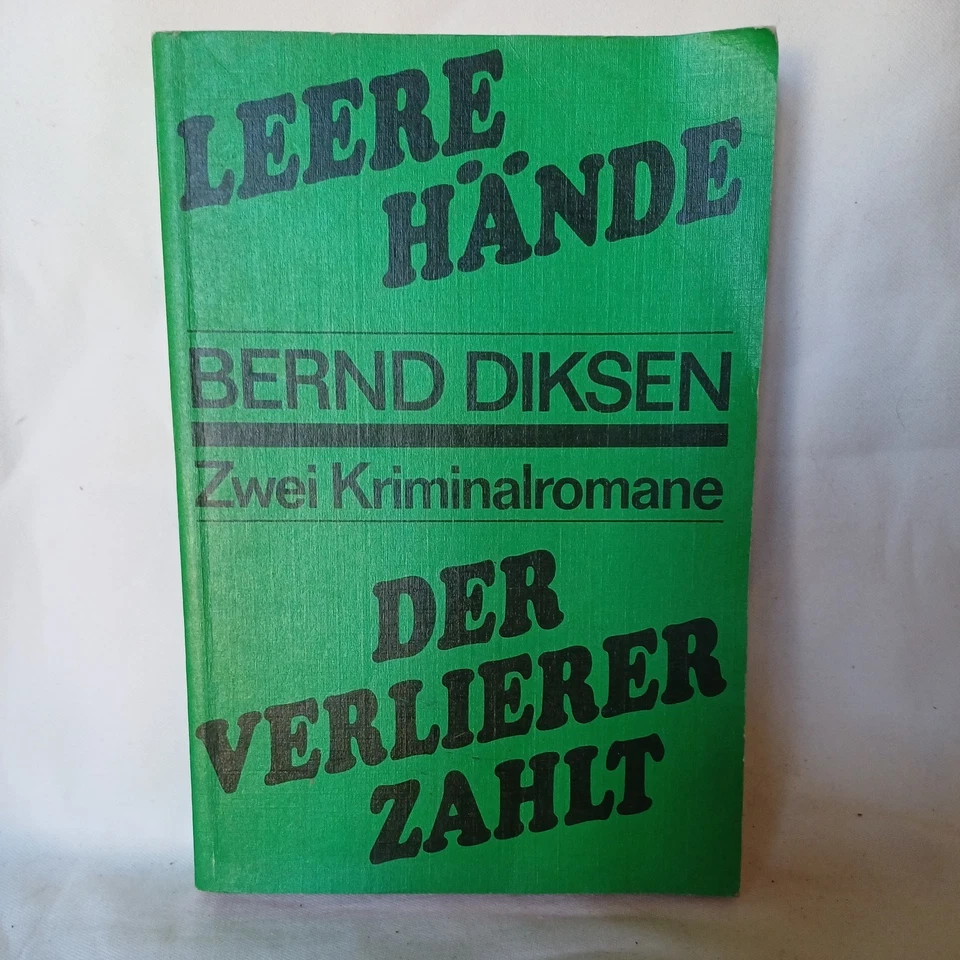 LEERE
HÄNDE
BERND DIKSEN
Zwei Kriminalromane
DER
VERLIERER
ZAHLT